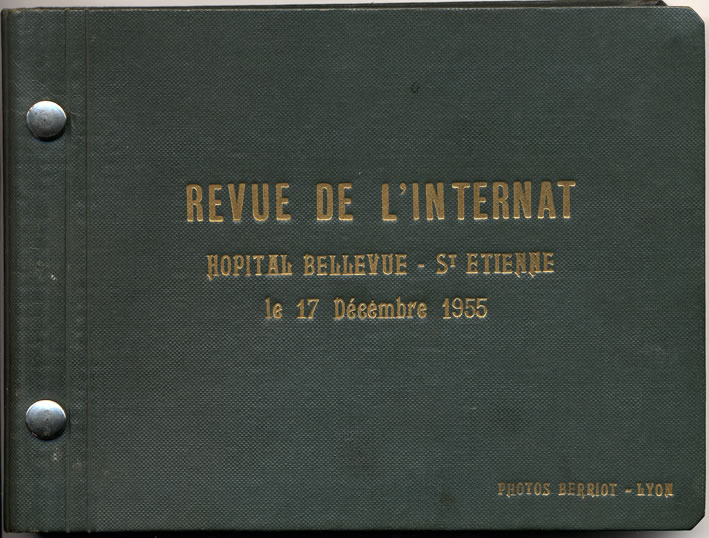 REVUE DE L'INTERNAT
HOPITAL BELLEVUE - ST ETIENNE
le 17 Décembre 1955
PHOTOS BERRIOT - LYON